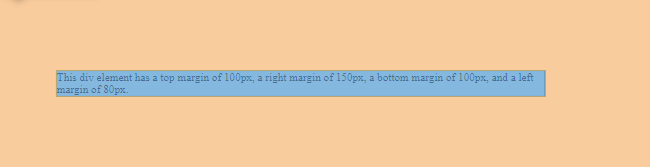 This div element has a top margin of 100px, a right margin of 150px, a bottom margin of 100px, and a left
margin of 80px.